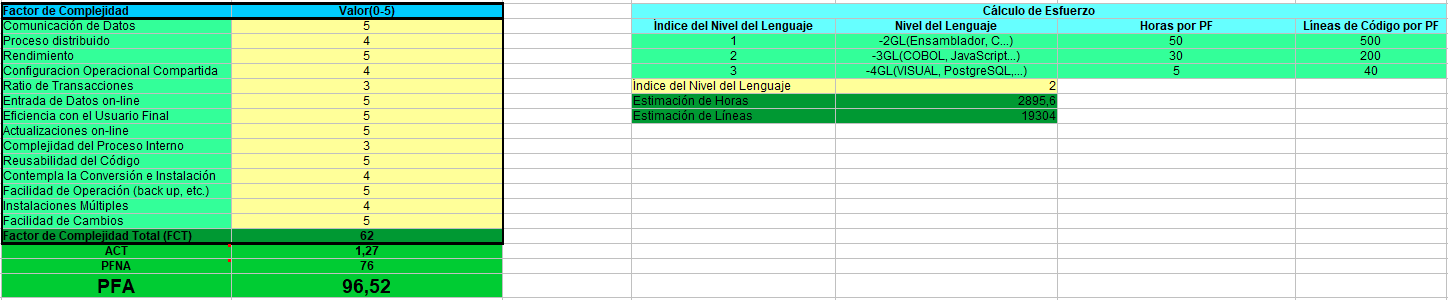 Factor de Complejidad Valor(0-5)
Comunicación de Datos 5
Proceso distribuido 4
Rendimiento 5
Configuracion Operacional Compartida 4
Ratio de Transacciones 3
Entrada de Datos on-line 5
Eficiencia con el Usuario Final 5
Actualizaciones on-line 5
Complejidad del Proceso Interno 3
Reusabilidad del Código 5
Contempla la Conversión e Instalación 4
Facilidad de Operación (back up, etc.) 5
Instalaciones Múltiples 4
Facilidad de Cambios 5
Factor de Complejidad Total (FCT) 62
ACT 1,27
PFNA 76
PFA 96,52
Cálculo de Esfuerzo
Índice del Nivel del Lenguaje Nivel del Lenguaje Horas por PF Líneas de Código por PF
1 -2GL(Ensamblador, C...) 50 500
2 -3GL(COBOL, JavaScript...) 30 200
3 -4GL(VISUAL, PostgreSQL,...) 5 40
Índice del Nivel del Lenguaje 2
Estimación de Horas 2895,6
Estimación de Líneas 19304